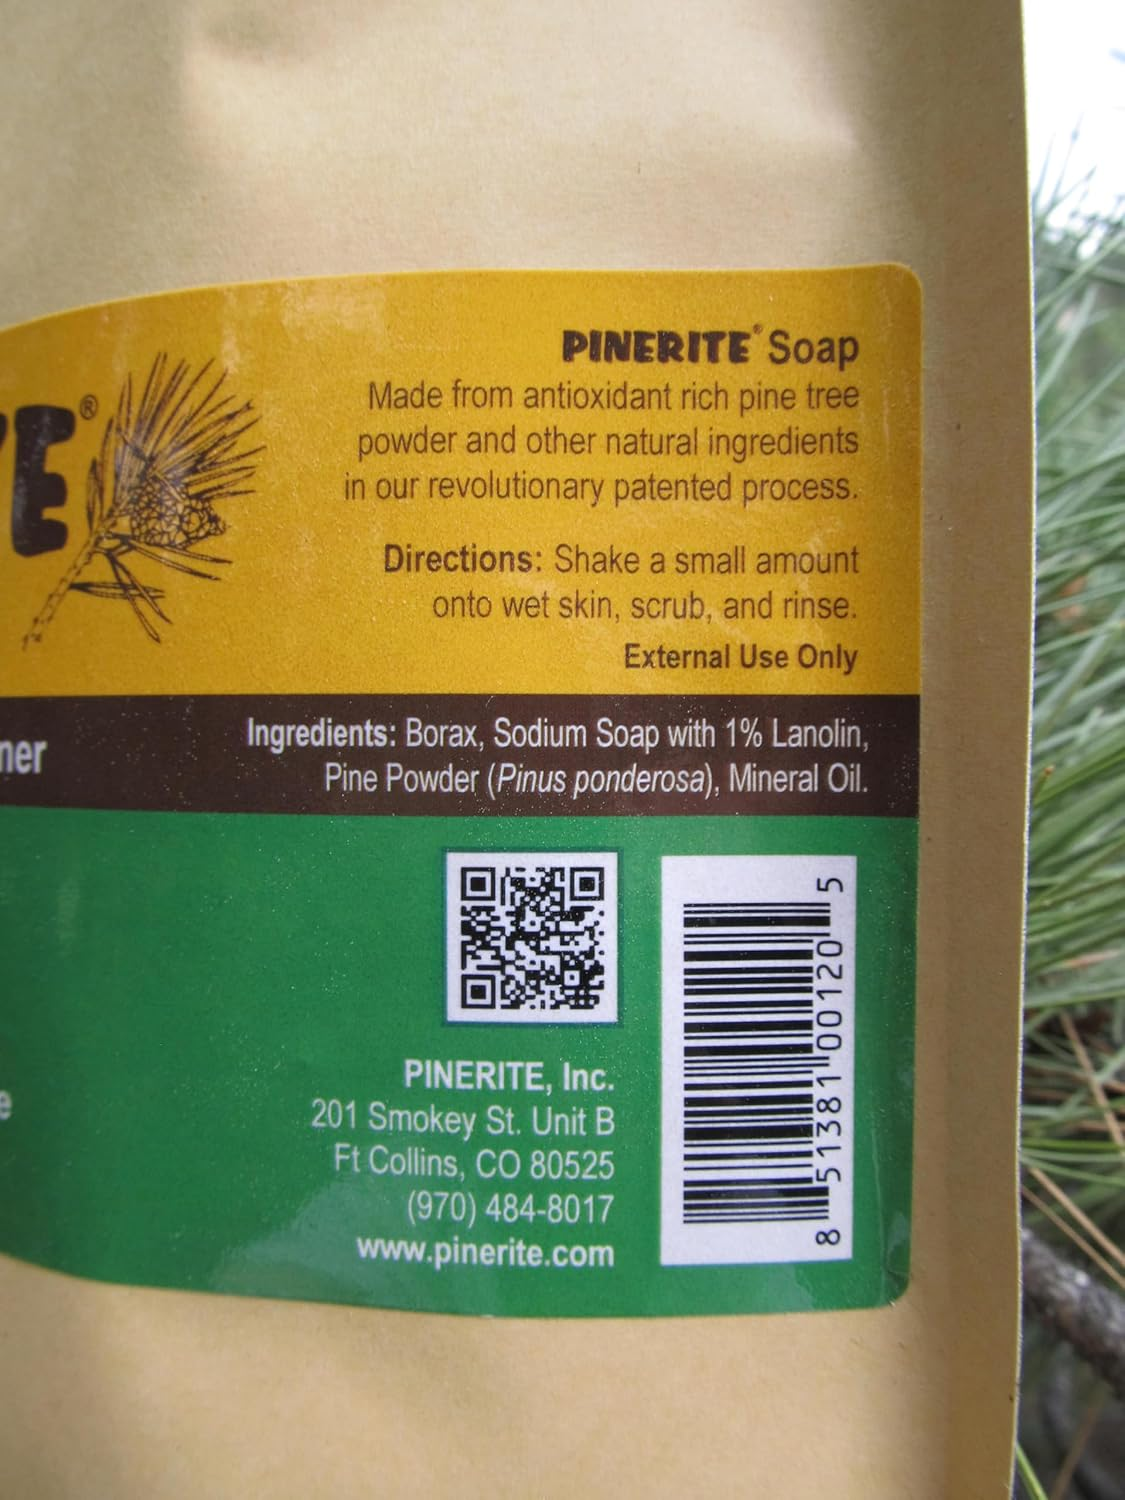 PINERITE® Soap
Made from antioxidant rich pine tree
powder and other natural ingredients
in our revolutionary patented process.
Directions: Shake a small amount
onto wet skin, scrub, and rinse.
External Use Only
Ingredients: Borax, Sodium Soap with 1% Lanolin,
Pine Powder (Pinus ponderosa), Mineral Oil.
PINERITE, Inc.
201 Smokey St. Unit B
Ft Collins, CO 80525
(970) 484-8017
www.pinerite.com
8 51381 00120 5